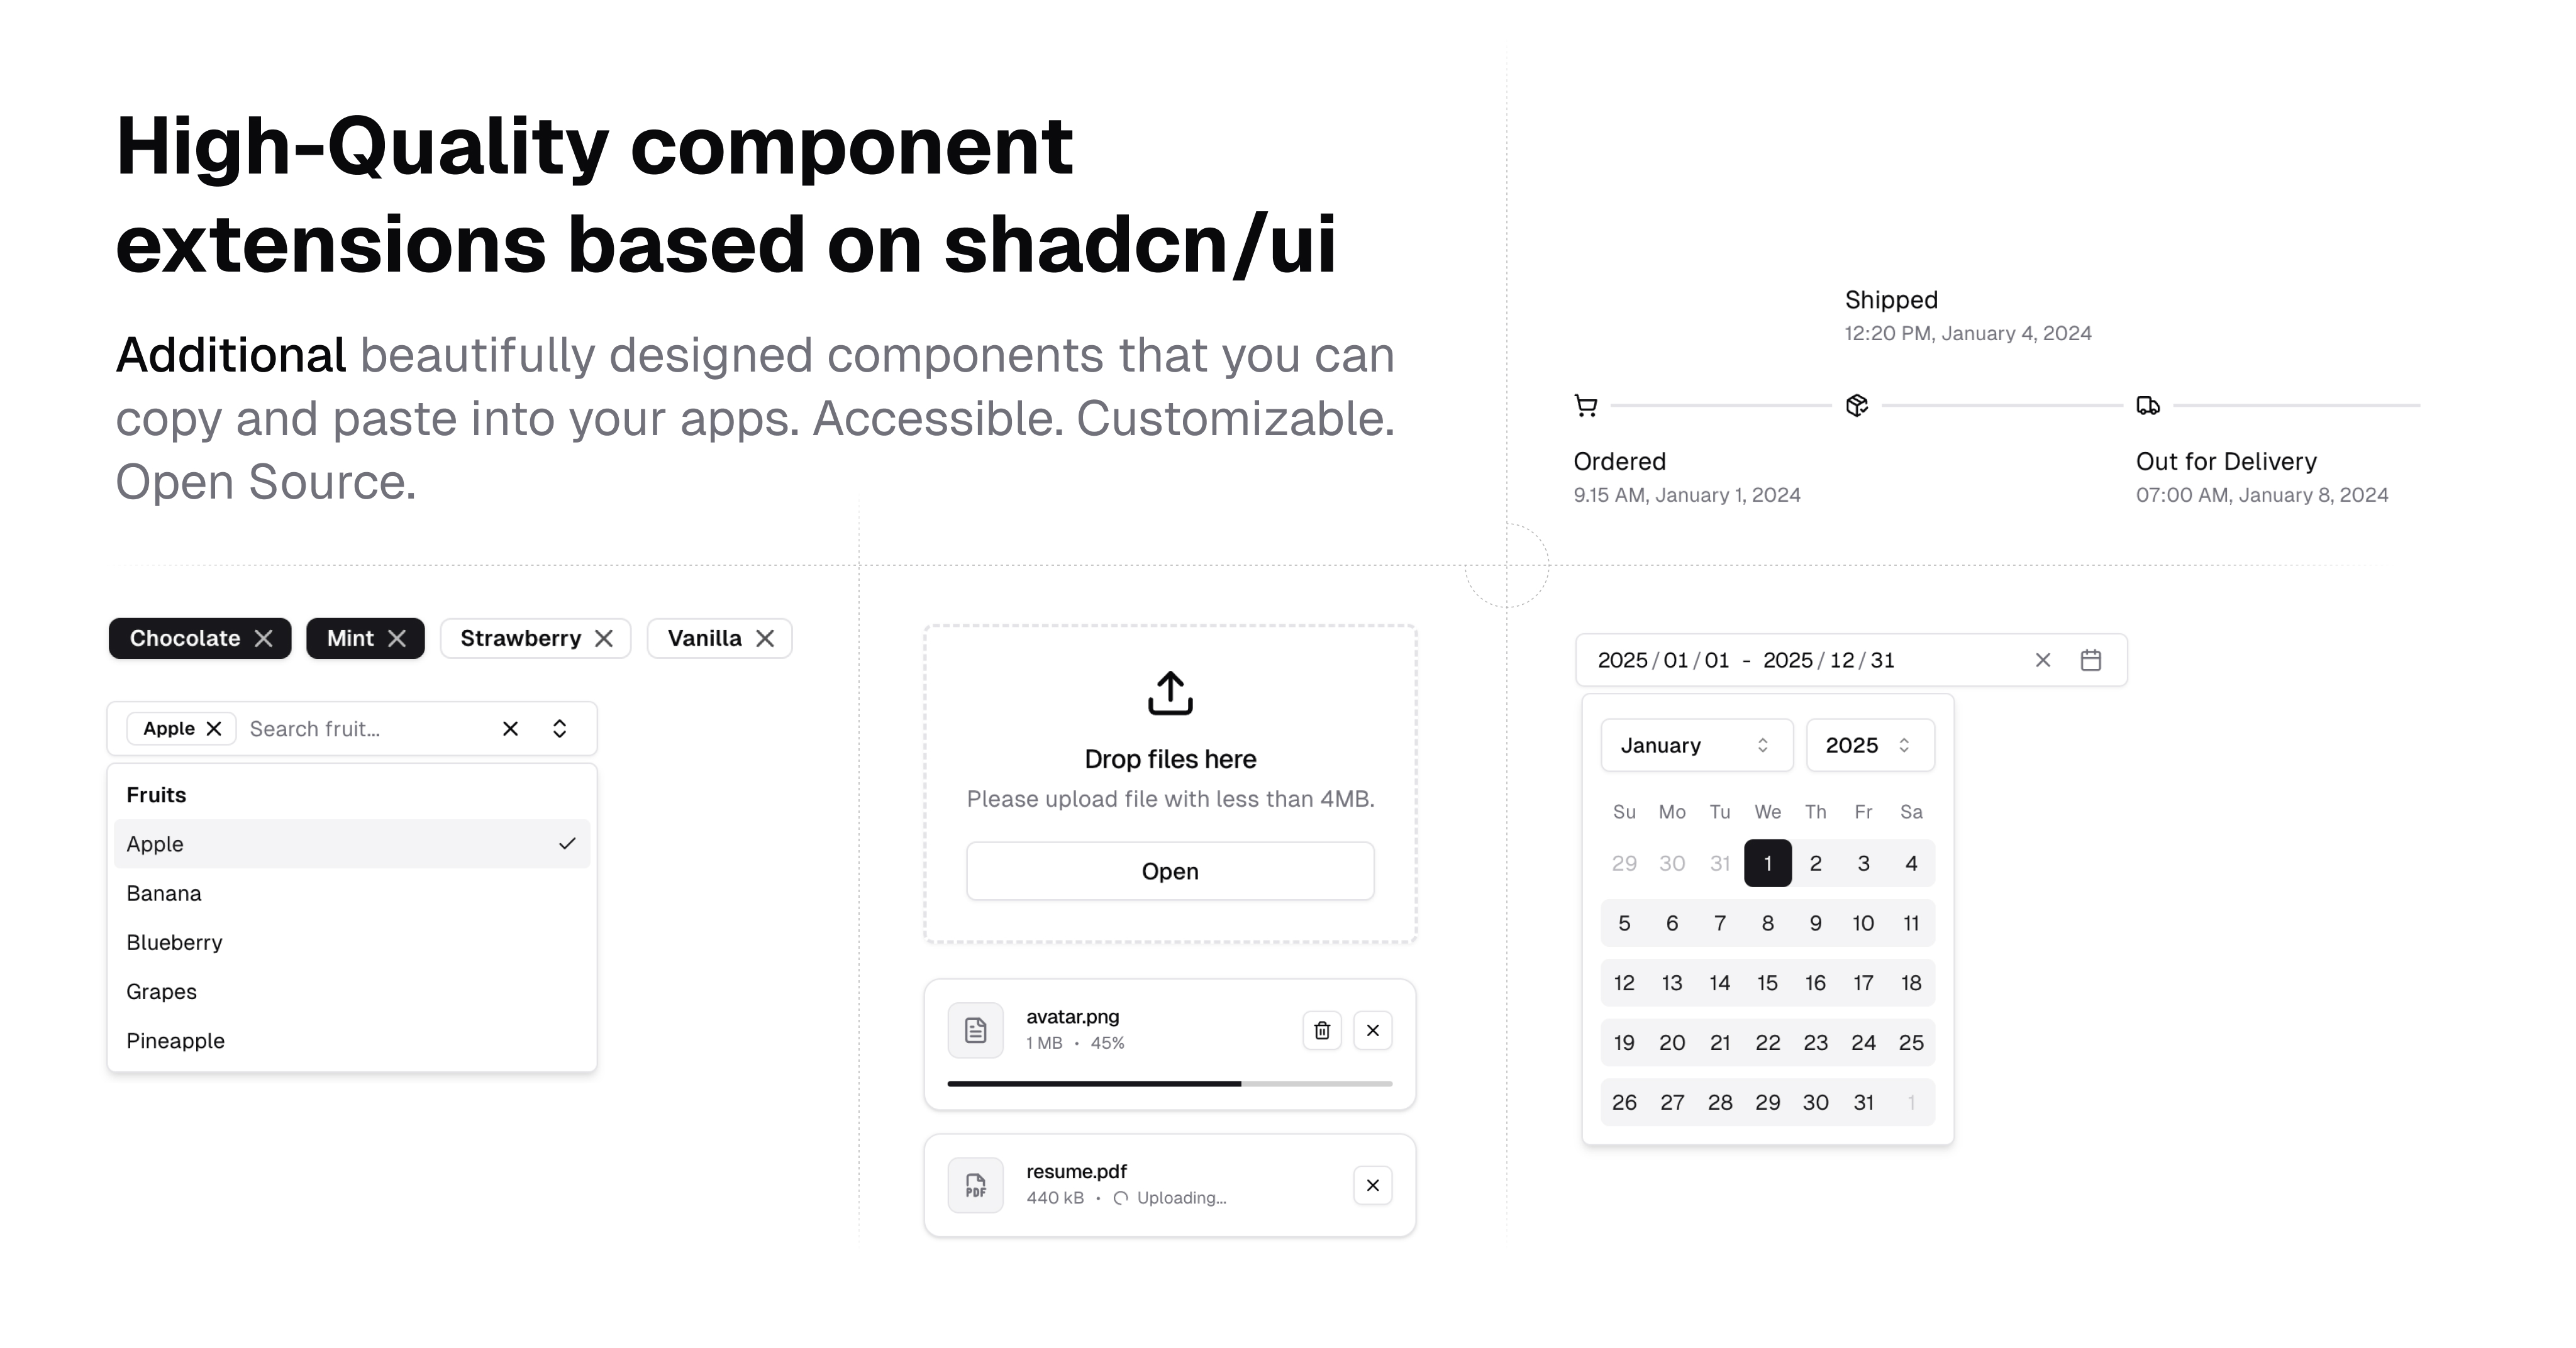 High-Quality component
extensions based on shadcn/ui
Additional beautifully designed components that you can
copy and paste into your apps. Accessible. Customizable.
Open Source.
Shipped
12:20 PM, January 4, 2024
Ordered
9.15 AM, January 1, 2024
Out for Delivery
07:00 AM, January 8, 2024
Chocolate
Mint
Strawberry
Vanilla
Apple
Search fruit...
Fruits
Apple
Banana
Blueberry
Grapes
Pineapple
Drop files here
Please upload file with less than 4MB.
Open
avatar.png
1 MB • 45%
PDF
resume.pdf
440 kB • Uploading...
2025/01/01 - 2025/12/31
January
2025
Su Mo Tu We Th Fr Sa
29 30 31 1 2 3 4
5 6 7 8 9 10 11
12 13 14 15 16 17 18
19 20 21 22 23 24 25
26 27 28 29 30 31 1